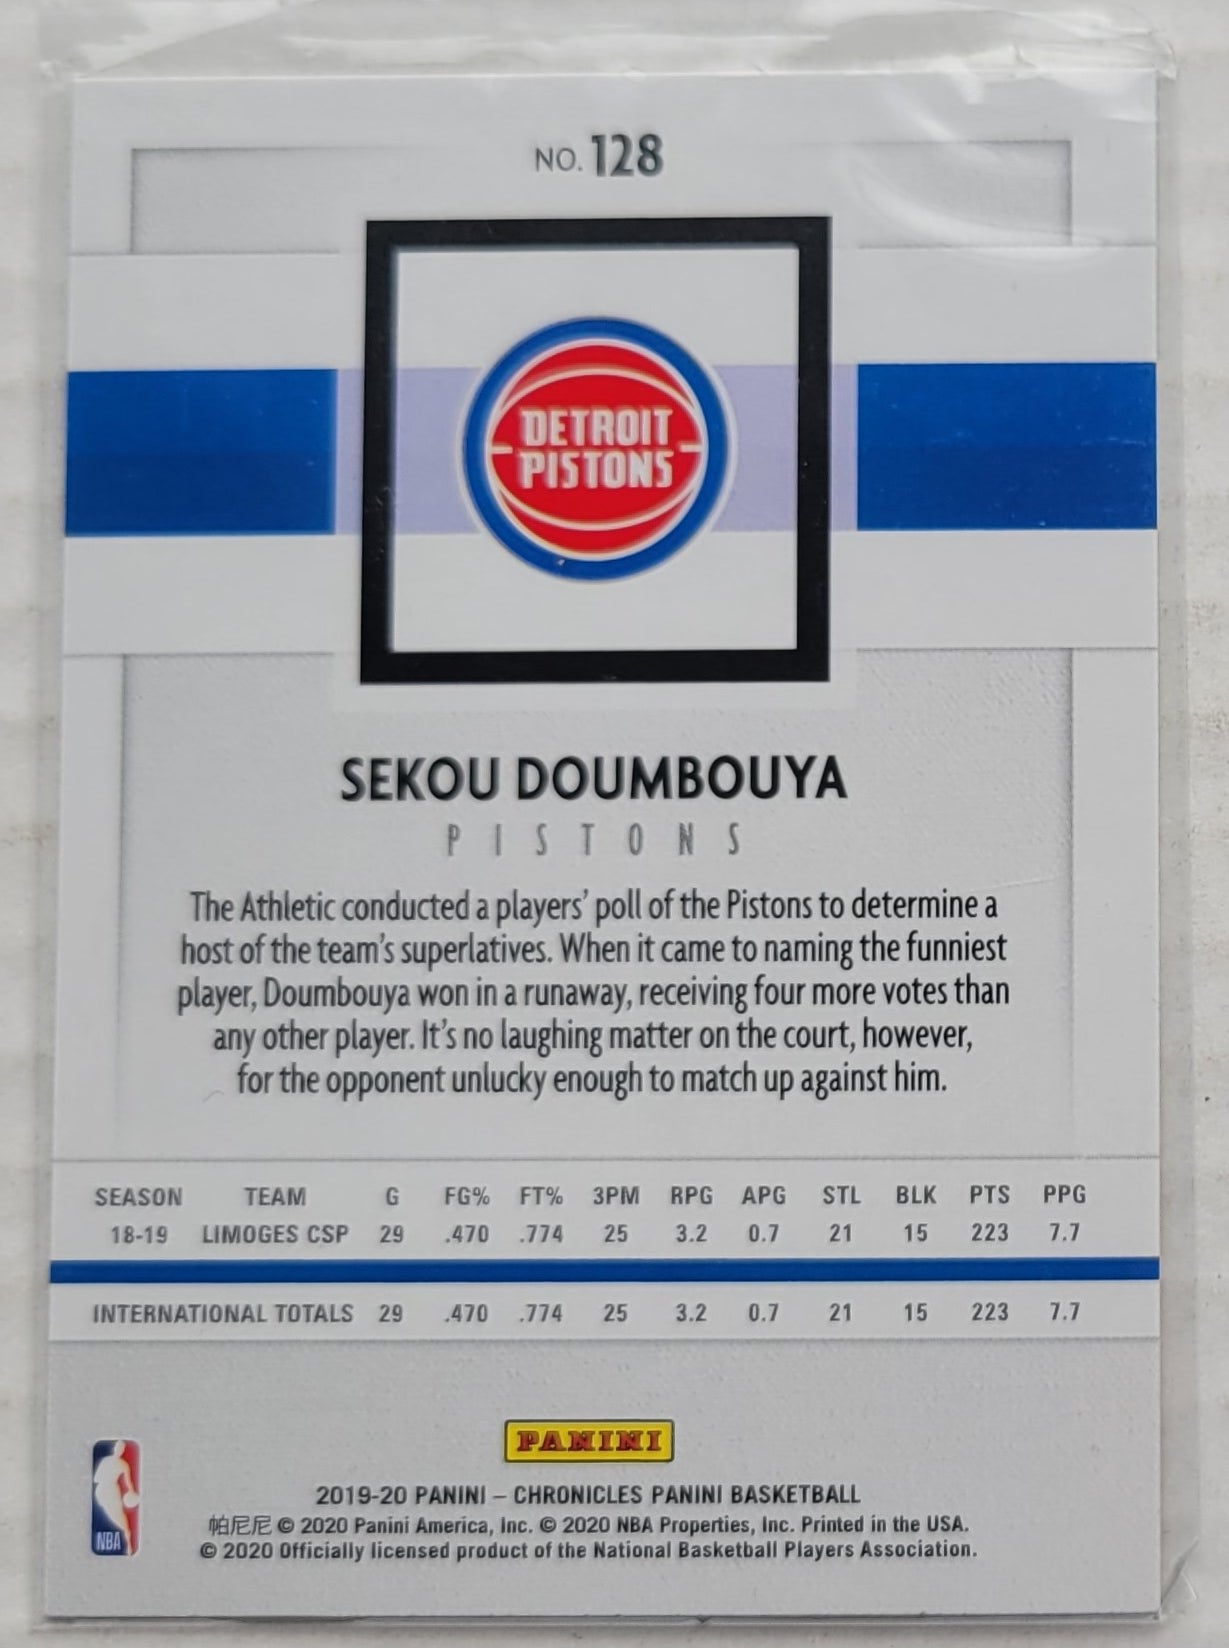 NO. 128
DETROIT
PISTONS
SEKOU DOUMBOUYA
PISTONS
The Athletic conducted a players' poll of the Pistons to determine a
host of the team's superlatives. When it came to naming the funniest
player, Doumbouya won in a runaway, receiving four more votes than
any other player. It's no laughing matter on the court, however,
for the opponent unlucky enough to match up against him.
SEASON TEAM G FG% FT% 3PM RPG APG STL BLK PTS PPG
18-19 LIMOGES CSP 29 .470 .774 25 3.2 0.7 21 15 223 7.7
INTERNATIONAL TOTALS 29 .470 .774 25 3.2 0.7 21 15 223 7.7
PANINI
NBA
2019-20 PANINI – CHRONICLES PANINI BASKETBALL
帕尼尼 © 2020 Panini America, Inc. © 2020 NBA Properties, Inc. Printed in the USA.
© 2020 Officially licensed product of the National Basketball Players Association.